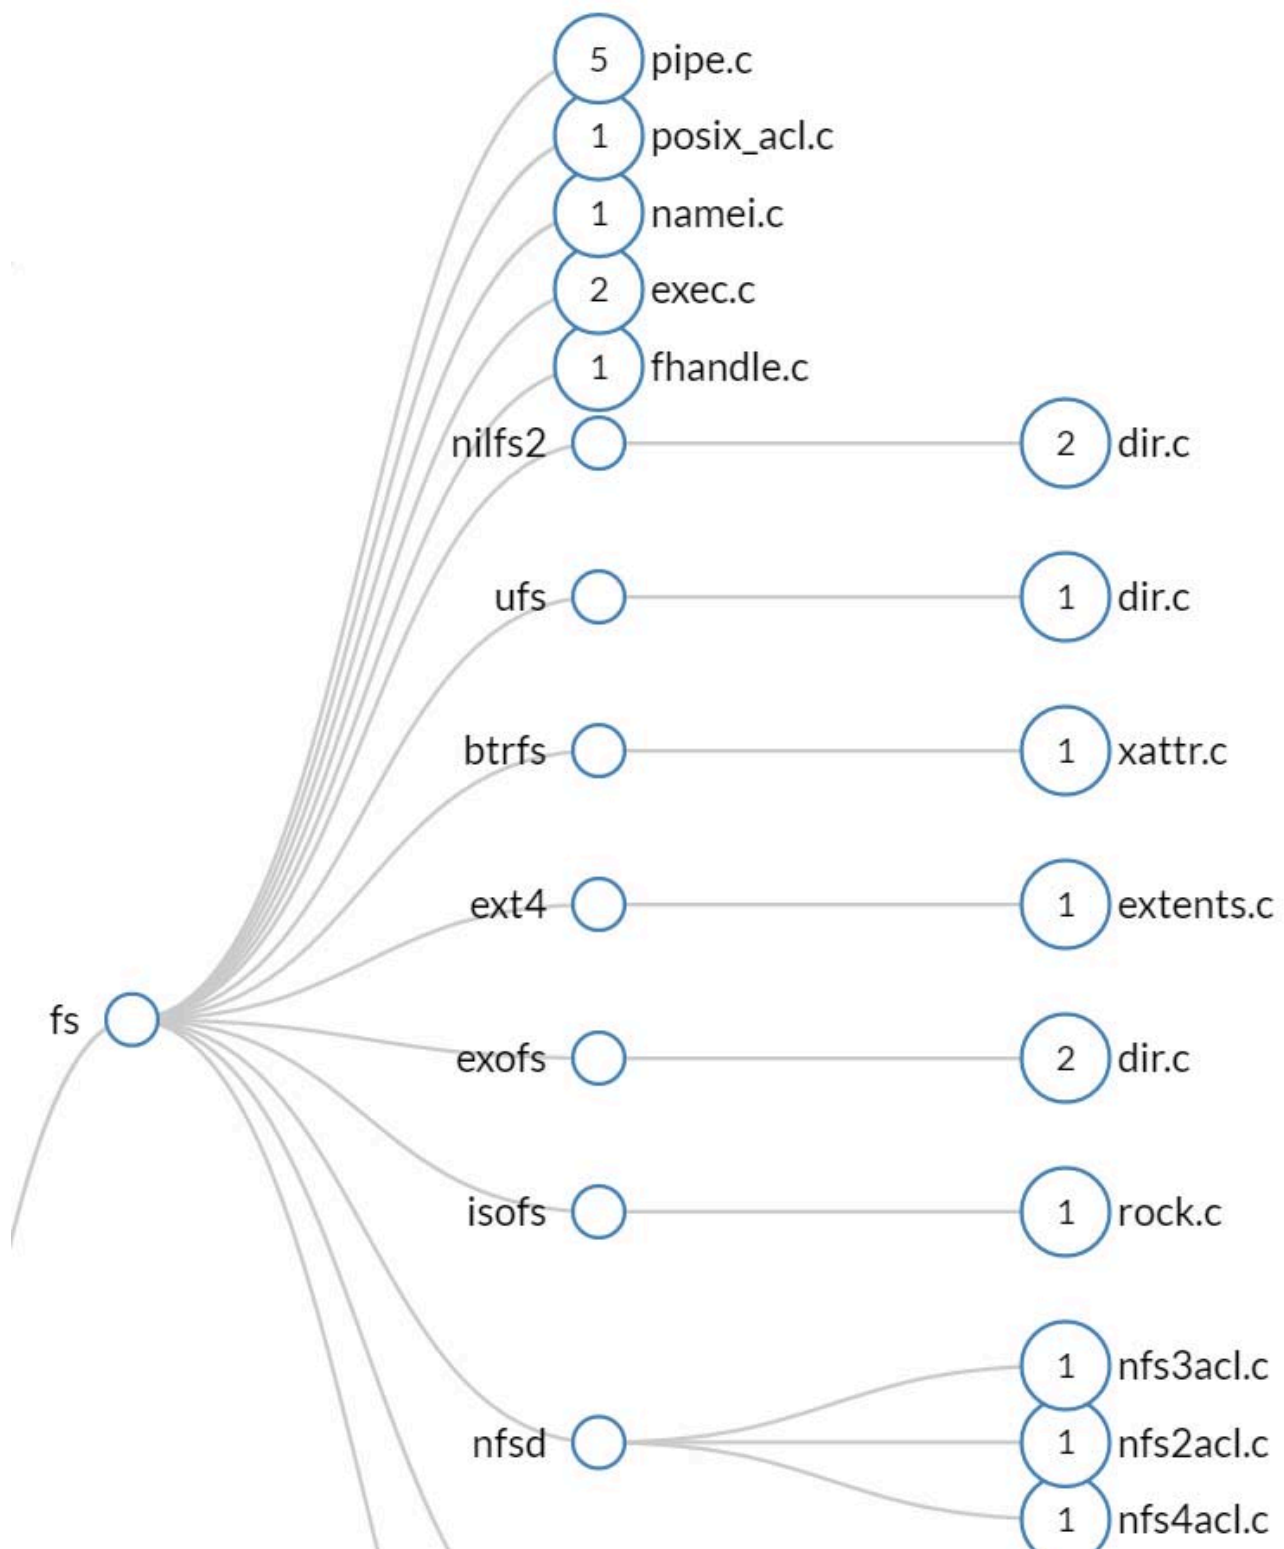 5 pipe.c
1 posix_acl.c
1 namei.c
2 exec.c
1 fhandle.c
nilfs2 2 dir.c
ufs 1 dir.c
btrfs 1 xattr.c
ext4 1 extents.c
fs
exofs 2 dir.c
isofs 1 rock.c
1 nfs3acl.c
nfsd 1 nfs2acl.c
1 nfs4acl.c